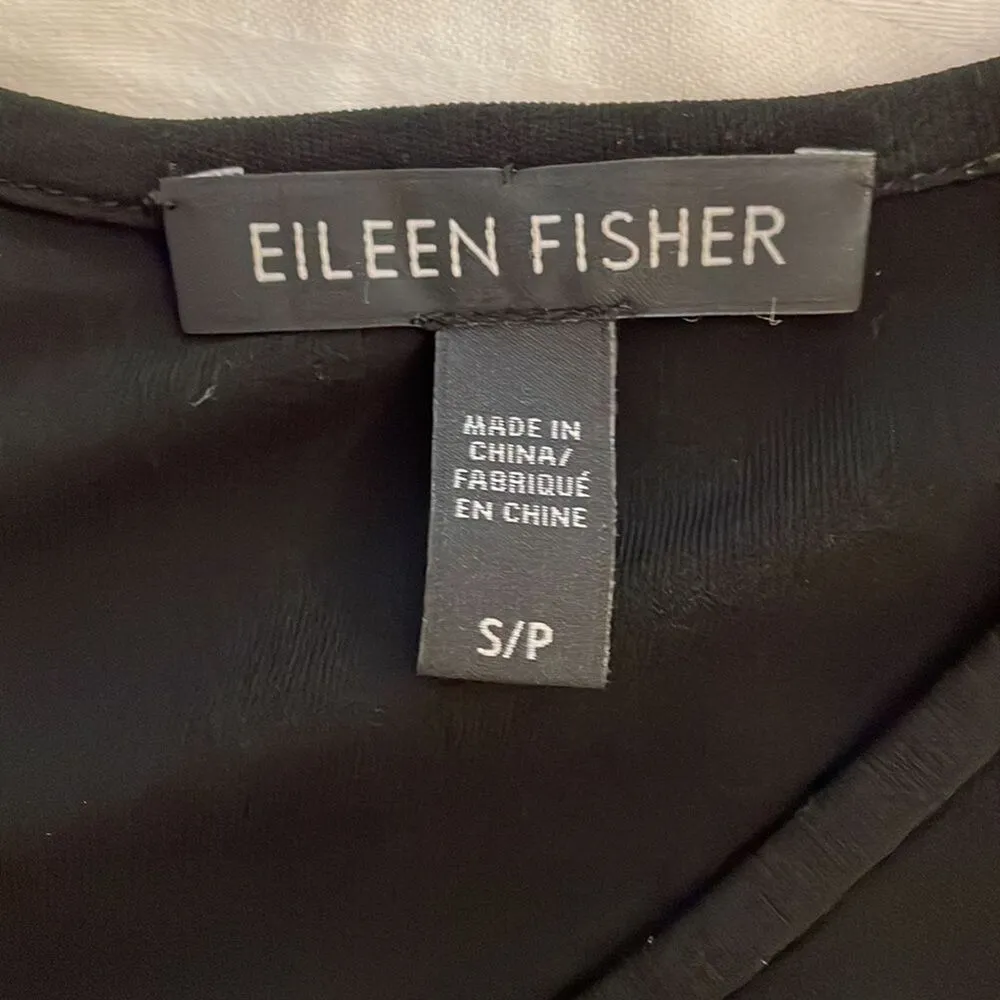 EILEEN FISHER
MADE IN
CHINA/
FABRIQUÉ
EN CHINE
S/P